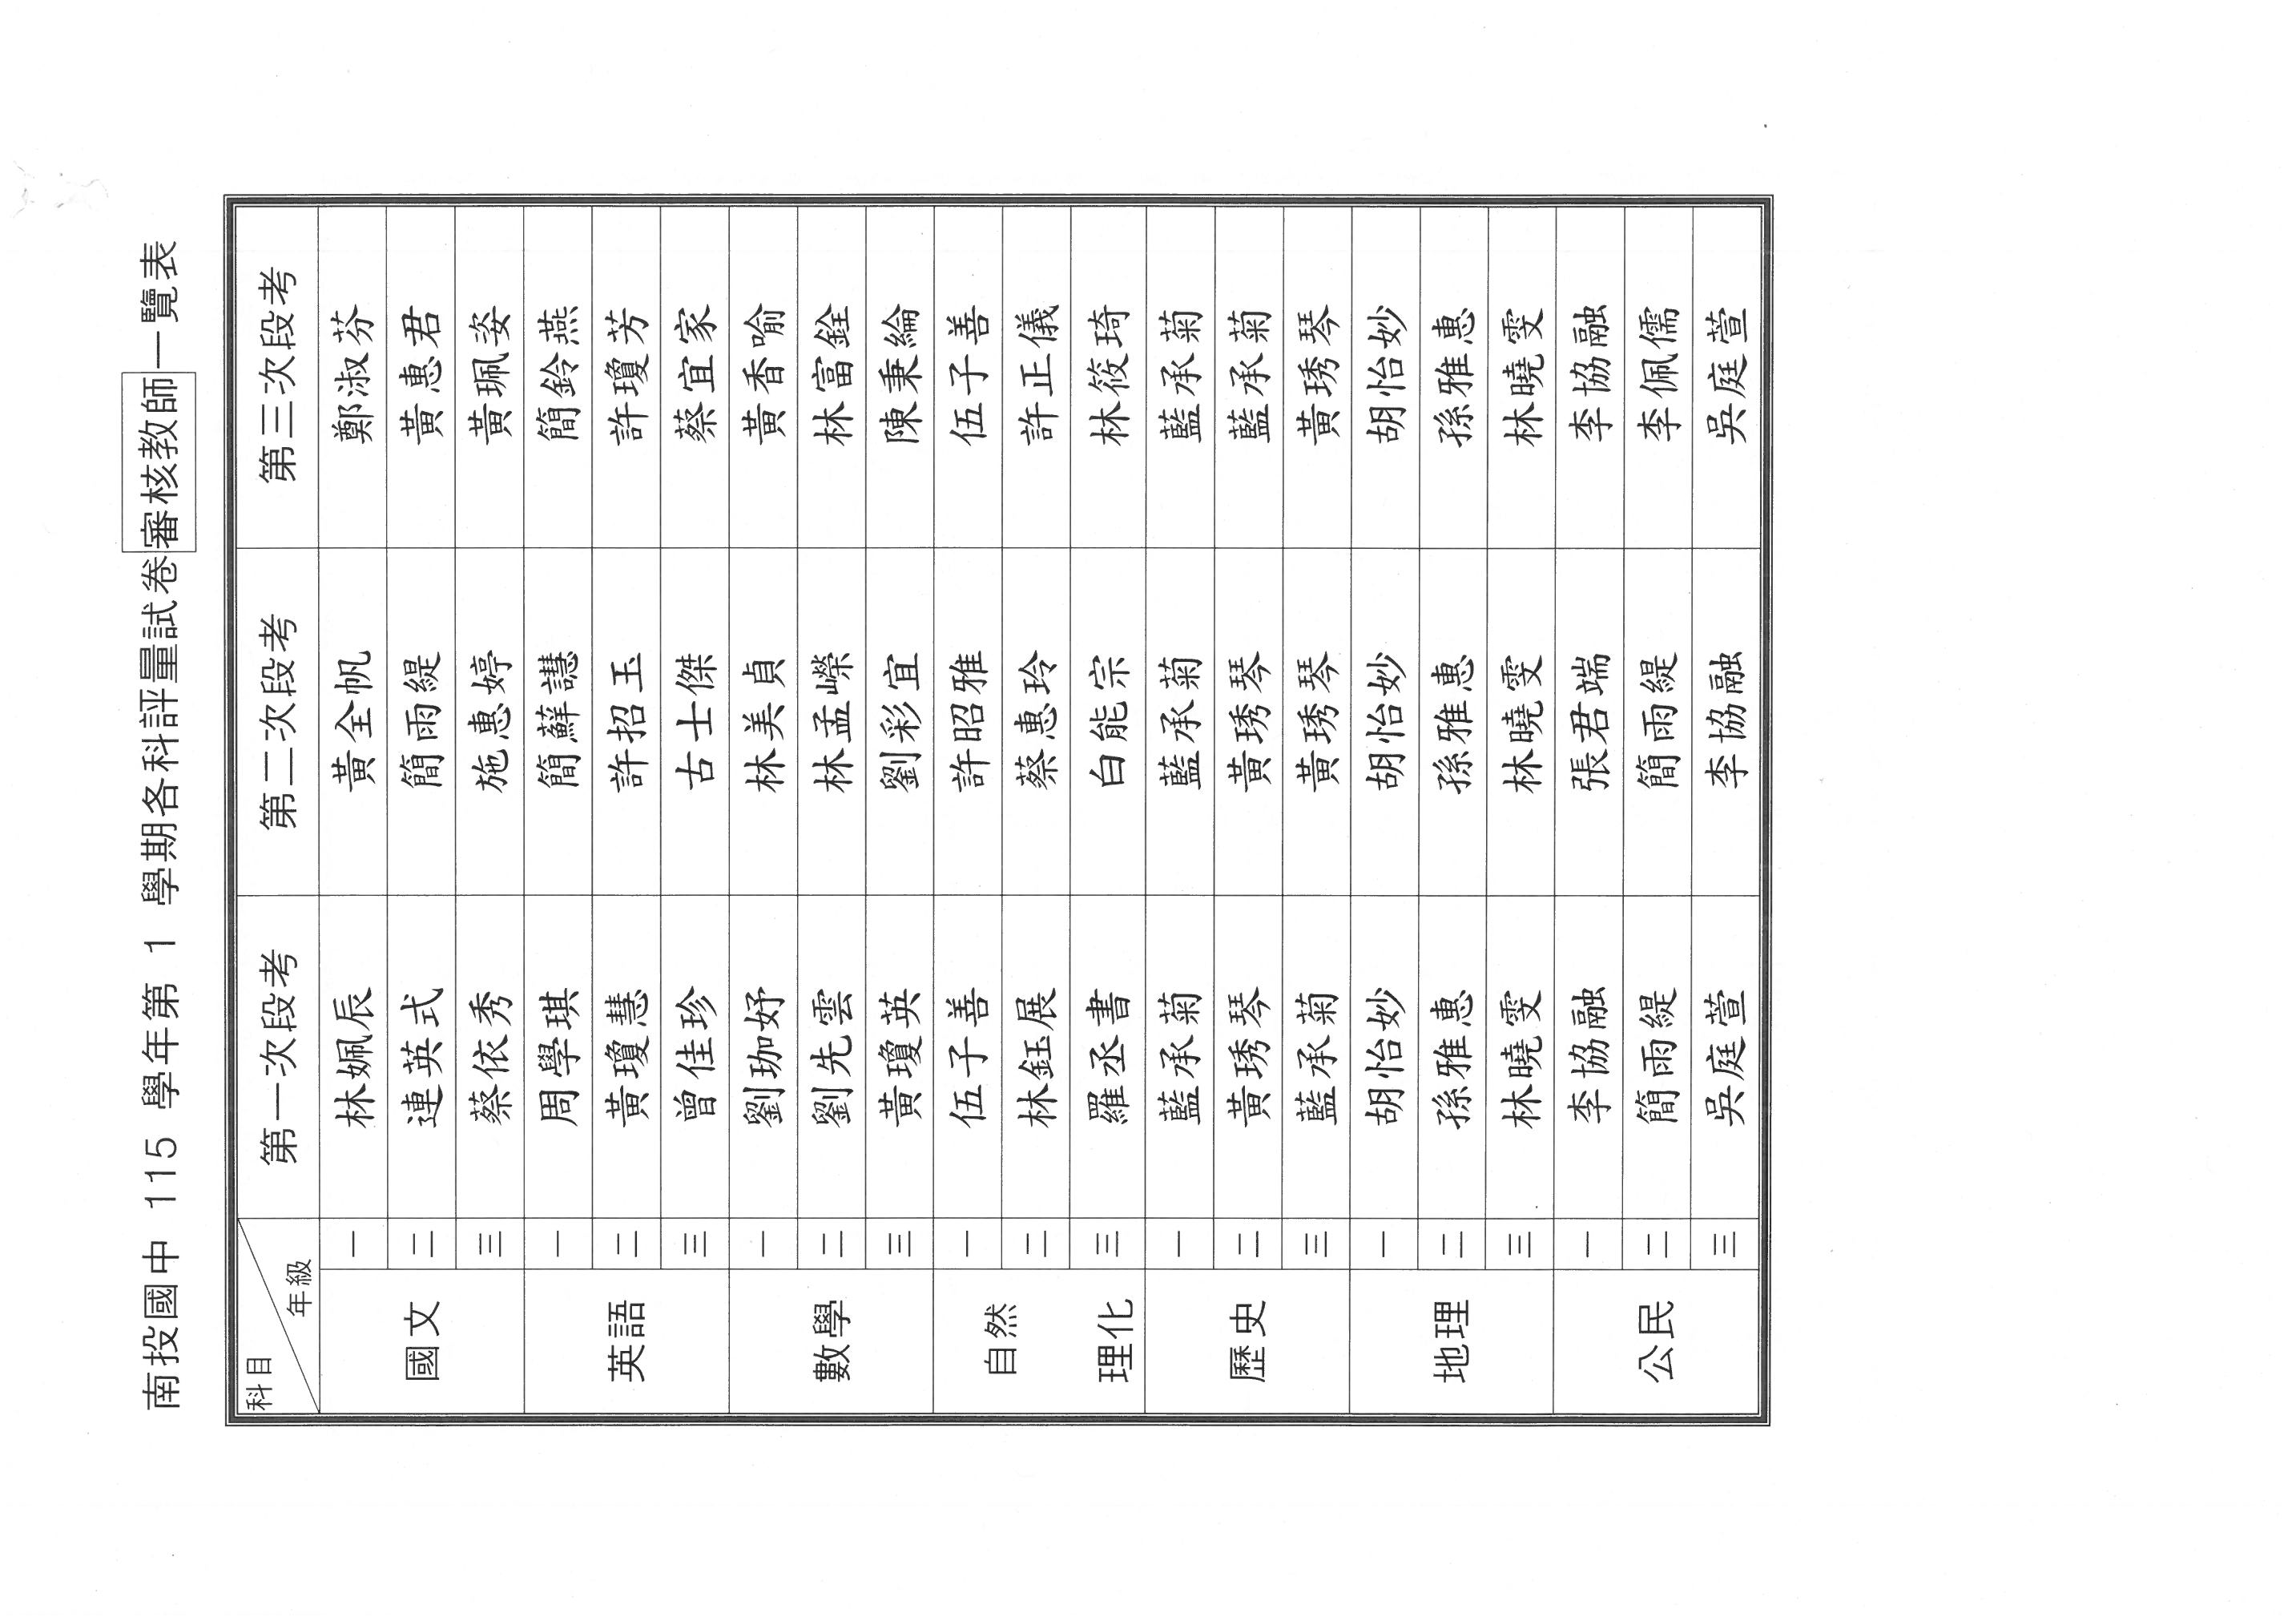 南投國中 115 學年第 1 學期各科評量試卷審核教師一覽表
科目 年級 第一次段考 第二次段考 第三次段考
國文 一 林姵辰 黃全帆 鄭淑芬
二 連英式 簡雨緹 黃惠君
三 蔡依秀 施惠婷 黃珮姿
英語 一 周學琪 簡蘚譿 簡鈴燕
二 黃瓊慧 許招玉 許瓊芳
三 曾佳珍 古士傑 蔡宜家
數學 一 劉珈妤 林美貞 黃香喻
二 劉先雲 林孟嶸 林富銓
三 黃瓊英 劉彩宜 陳秉綸
自然 一 伍子善 許昭雅 伍子善
二 林鈺展 蔡惠玲 許正儀
理化 三 羅丞書 白能宗 林筱琦
歷史 一 藍承菊 藍承菊 藍承菊
二 黃琇琴 黃琇琴 藍承菊
三 藍承菊 黃琇琴 黃琇琴
地理 一 胡怡妙 胡怡妙 胡怡妙
二 孫雅惠 孫雅惠 孫雅惠
三 林曉雯 林曉雯 林曉雯
公民 一 李協融 張君端 李協融
二 簡雨緹 簡雨緹 李佩儒
三 吳庭萱 李協融 吳庭萱